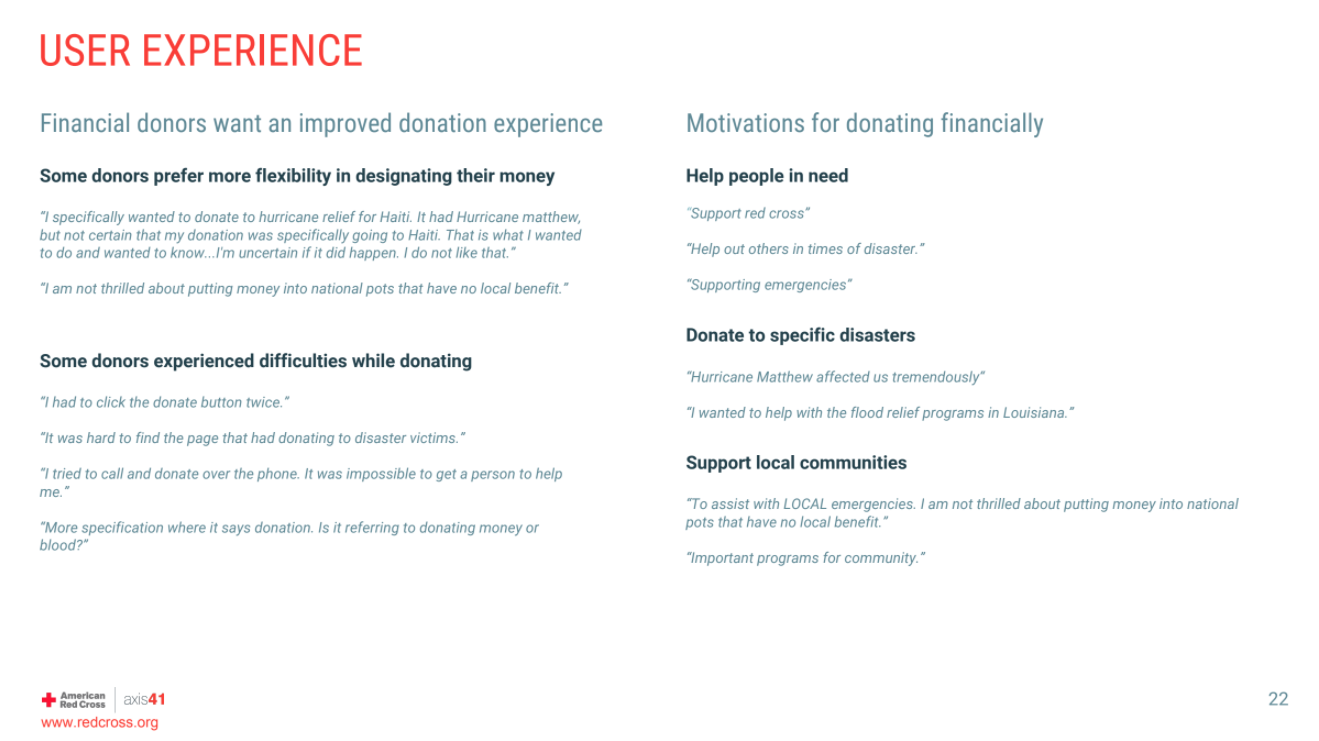 USER EXPERIENCE
Financial donors want an improved donation experience
Some donors prefer more flexibility in designating their money
“I specifically wanted to donate to hurricane relief for Haiti. It had Hurricane matthew,
but not certain that my donation was specifically going to Haiti. That is what I wanted
to do and wanted to know...I'm uncertain if it did happen. I do not like that.”
“I am not thrilled about putting money into national pots that have no local benefit.”
Some donors experienced difficulties while donating
“I had to click the donate button twice.”
“It was hard to find the page that had donating to disaster victims.”
“I tried to call and donate over the phone. It was impossible to get a person to help
me.”
“More specification where it says donation. Is it referring to donating money or
blood?”
Motivations for donating financially
Help people in need
“Support red cross”
“Help out others in times of disaster.”
“Supporting emergencies”
Donate to specific disasters
“Hurricane Matthew affected us tremendously”
“I wanted to help with the flood relief programs in Louisiana.”
Support local communities
“To assist with LOCAL emergencies. I am not thrilled about putting money into national
pots that have no local benefit.”
“Important programs for community.”
American
Red Cross
axis41
www.redcross.org
22